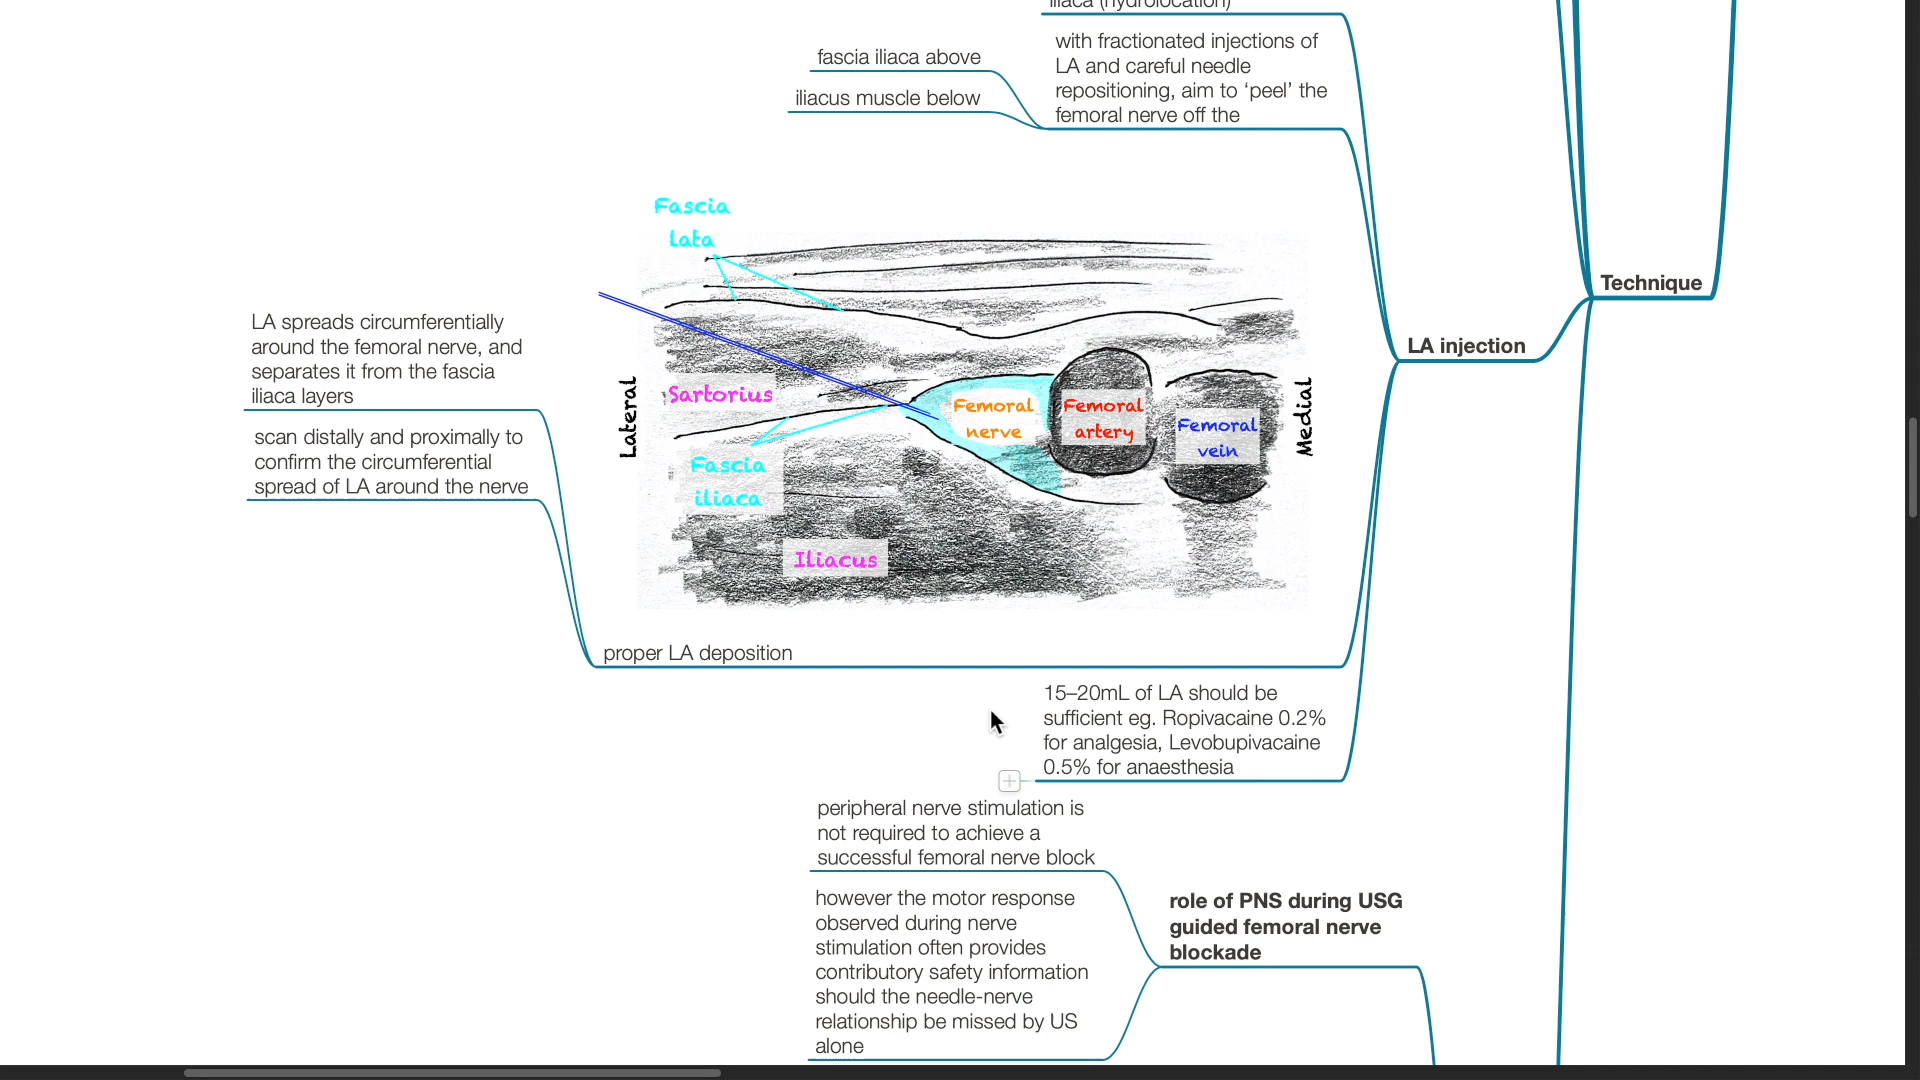 iliaca (hydrolocation)
with fractionated injections of
LA and careful needle
repositioning, aim to ‘peel’ the
femoral nerve off the
fascia iliaca above
iliacus muscle below
Technique
LA injection
Fascia
lata
Sartorius
Fascia
iliaca
Iliacus
Femoral
nerve
Femoral
artery
Femoral
vein
Lateral
Medial
proper LA deposition
LA spreads circumferentially
around the femoral nerve, and
separates it from the fascia
iliaca layers
scan distally and proximally to
confirm the circumferential
spread of LA around the nerve
15–20mL of LA should be
sufficient eg. Ropivacaine 0.2%
for analgesia, Levobupivacaine
0.5% for anaesthesia
role of PNS during USG
guided femoral nerve
blockade
peripheral nerve stimulation is
not required to achieve a
successful femoral nerve block
however the motor response
observed during nerve
stimulation often provides
contributory safety information
should the needle-nerve
relationship be missed by US
alone